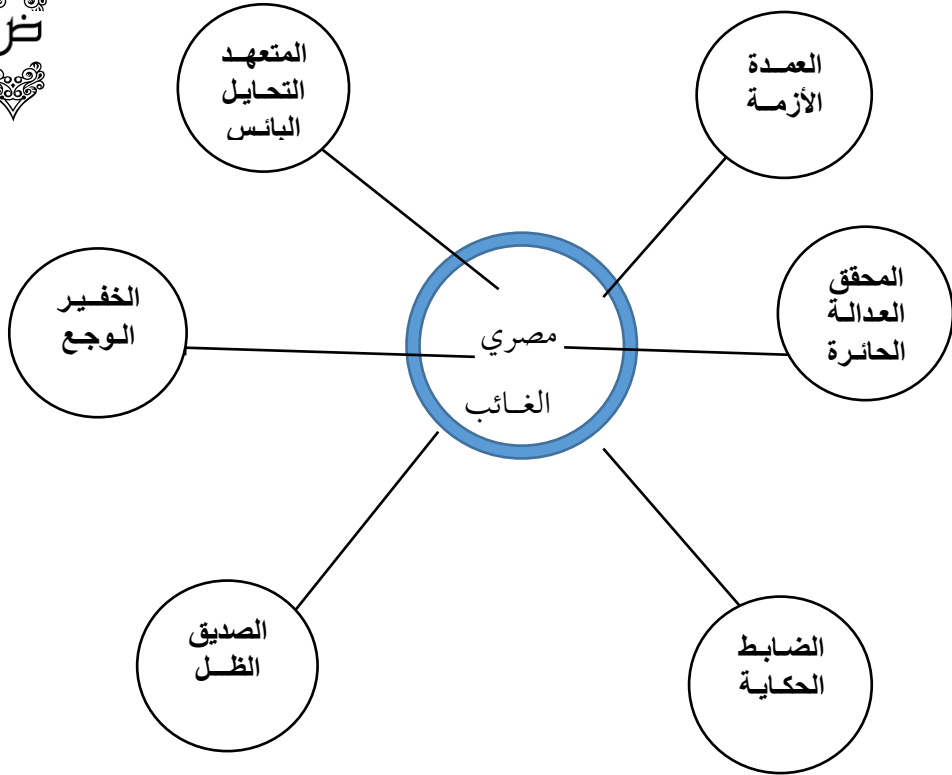 ض
العمدة
الأزمة
المتعهد
التحايل
البائس
المحقق
العدالة
الحائرة
الخفير
الوجع
مصري
الغائب
الصديق
الظل
الضابط
الحكاية